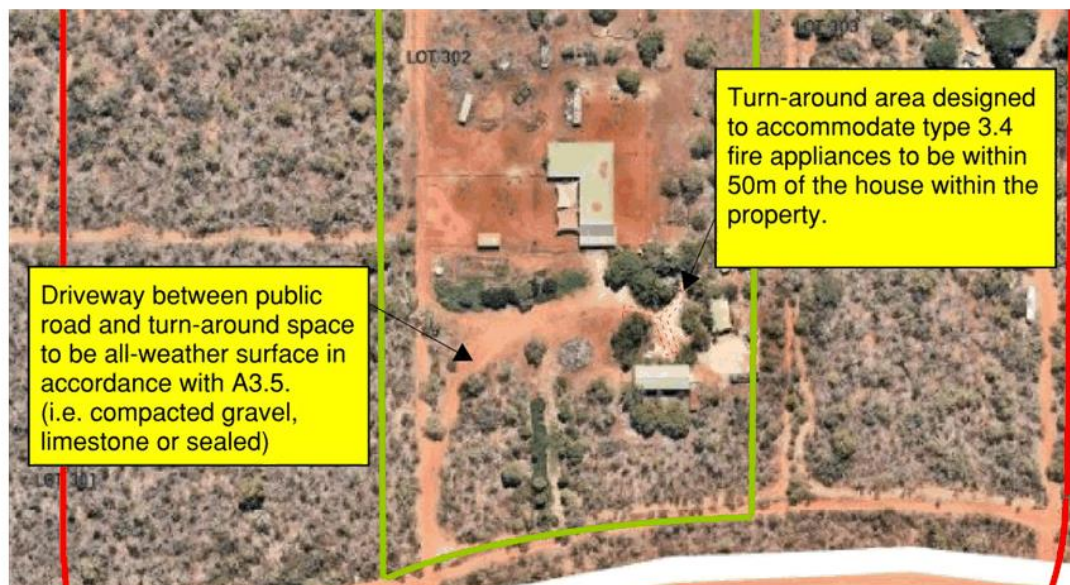 LOT 302
LOT 303
Turn-around area designed
to accommodate type 3.4
fire appliances to be within
50m of the house within the
property.
Driveway between public
road and turn-around space
to be all-weather surface in
accordance with A3.5.
(i.e. compacted gravel,
limestone or sealed)
LOT 301